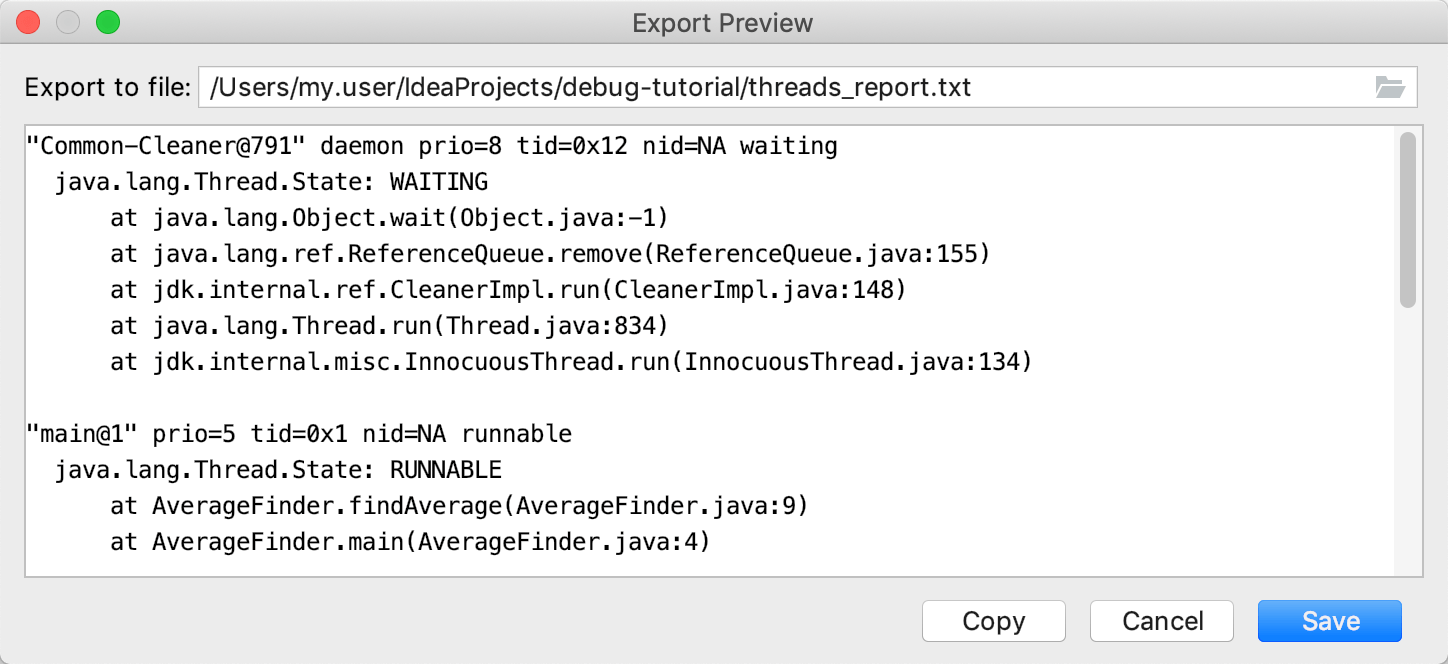 Export Preview
Export to file: /Users/my.user/IdeaProjects/debug-tutorial/threads_report.txt
"Common-Cleaner@791" daemon prio=8 tid=0x12 nid=NA waiting
  java.lang.Thread.State: WAITING
      at java.lang.Object.wait(Object.java:-1)
      at java.lang.ref.ReferenceQueue.remove(ReferenceQueue.java:155)
      at jdk.internal.ref.CleanerImpl.run(CleanerImpl.java:148)
      at java.lang.Thread.run(Thread.java:834)
      at jdk.internal.misc.InnocuousThread.run(InnocuousThread.java:134)

"main@1" prio=5 tid=0x1 nid=NA runnable
  java.lang.Thread.State: RUNNABLE
      at AverageFinder.findAverage(AverageFinder.java:9)
      at AverageFinder.main(AverageFinder.java:4)
Copy Cancel Save